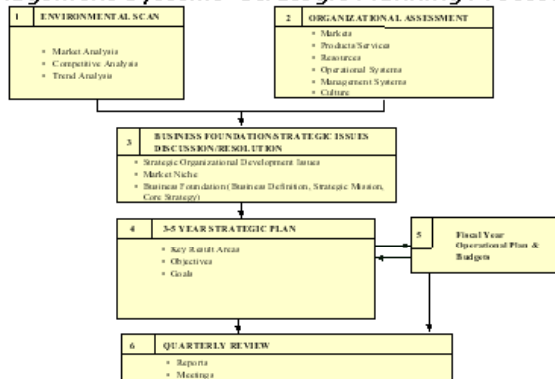 Strategic Planning Process
1 ENVIRONMENTAL SCAN
• Market Analysis
• Competitive Analysis
• Trend Analysis
2 ORGANIZATIONAL ASSESSMENT
• Markets
• Products/Services
• Resources
• Operational Systems
• Management Systems
• Culture
3 BUSINESS FOUNDATION/STRATEGIC ISSUES
DISCUSSION/RESOLUTION
• Strategic Organizational Development Issues
• Market Niche
• Business Foundation (Business Definition, Strategic Mission,
Core Strategy)
4 3-5 YEAR STRATEGIC PLAN
• Key Result Areas
• Objectives
• Goals
5 Fiscal Year
Operational Plan &
Budgets
6 QUARTERLY REVIEW
• Reports
• Meetings